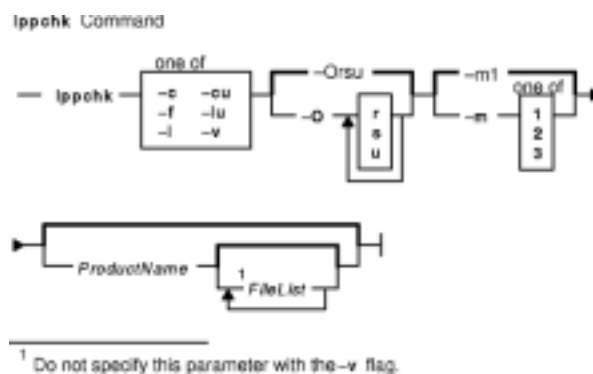 lppchk Command
one of
lppchk
-c -cu
-f -lu
-l -v
-Orsu
-O
r
s
u
-m1
-m
one of
1
2
3
ProductName
1
FileList
1 Do not specify this parameter with the -v flag.